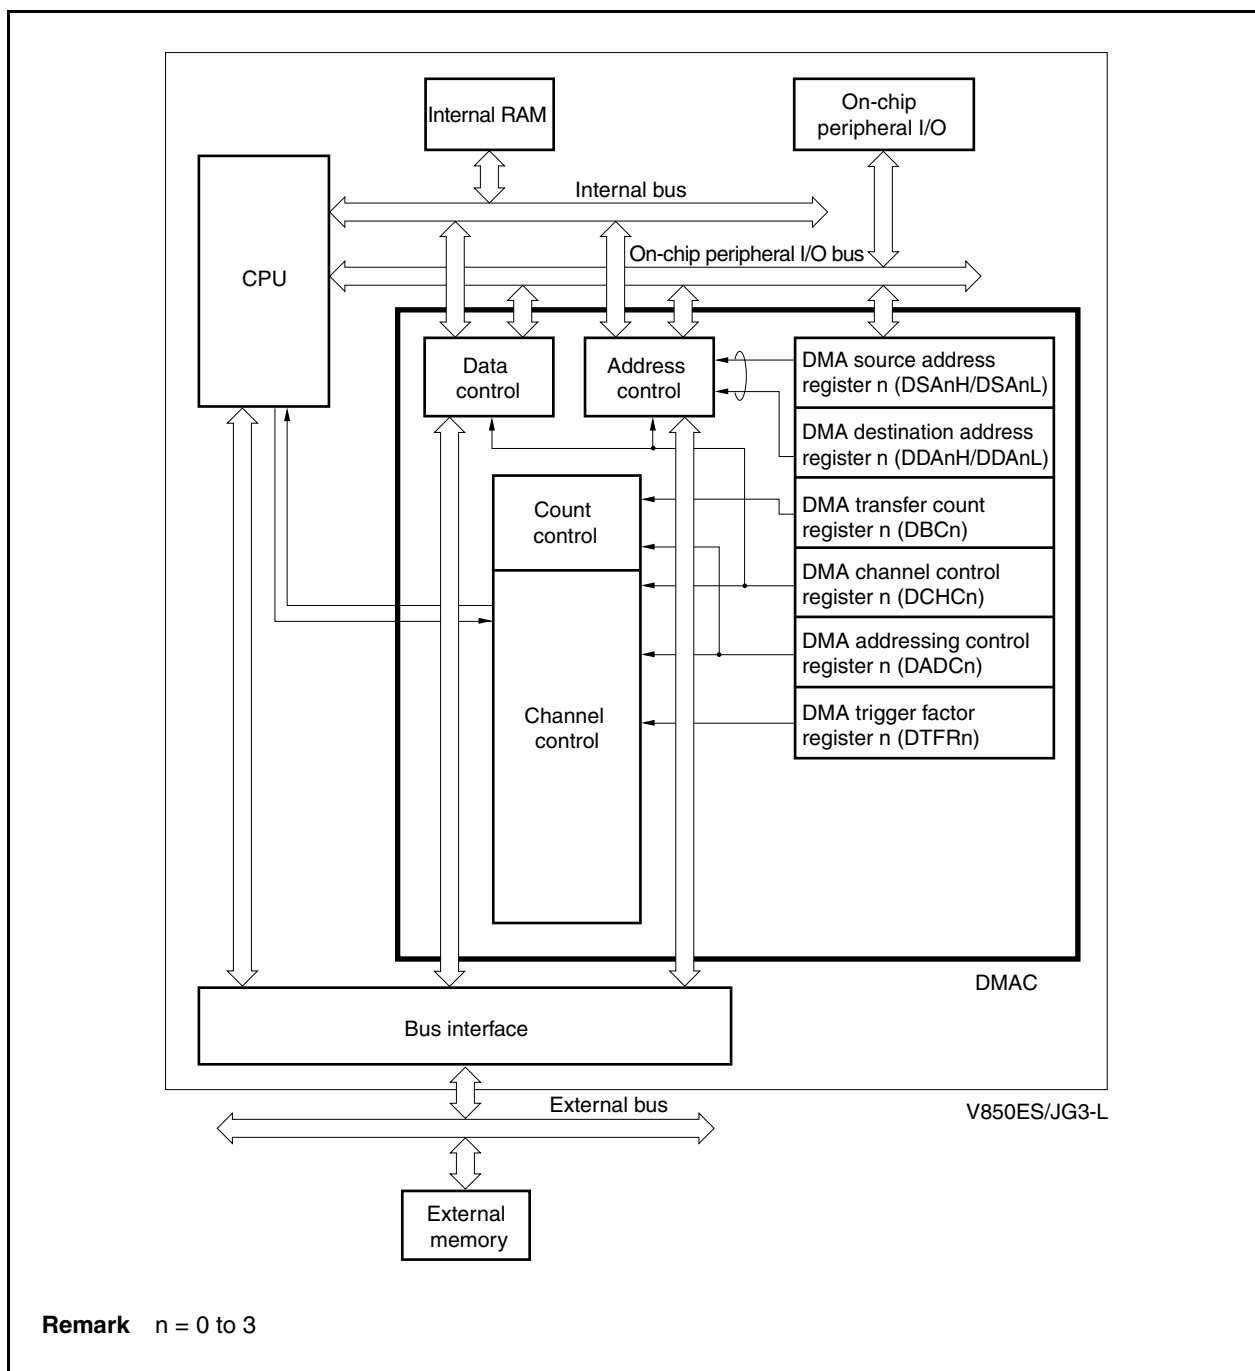 Internal RAM
On-chip
peripheral I/O
Internal bus
CPU
On-chip peripheral I/O bus
Data
control
Address
control
DMA source address
register n (DSAnH/DSAnL)
DMA destination address
register n (DDAnH/DDAnL)
Count
control
DMA transfer count
register n (DBCn)
DMA channel control
register n (DCHCn)
DMA addressing control
register n (DADCn)
Channel
control
DMA trigger factor
register n (DTFRn)
DMAC
Bus interface
External bus
V850ES/JG3-L
External
memory
Remark n = 0 to 3